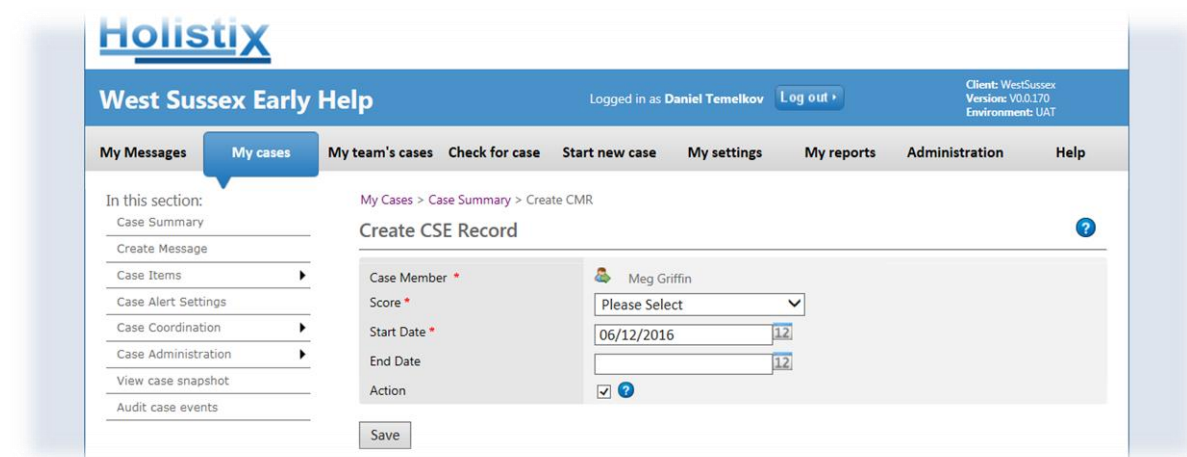 Holistix
West Sussex Early Help
Logged in as Daniel Temelkov Log out
Client: WestSussex
Version: V0.0.170
Environment: UAT
My Messages My cases My team's cases Check for case Start new case My settings My reports Administration Help
In this section:
Case Summary
Create Message
Case Items
Case Alert Settings
Case Coordination
Case Administration
View case snapshot
Audit case events
My Cases > Case Summary > Create CMR
Create CSE Record ?
Case Member * Meg Griffin
Score * Please Select
Start Date * 06/12/2016 12
End Date 12
Action ?
Save